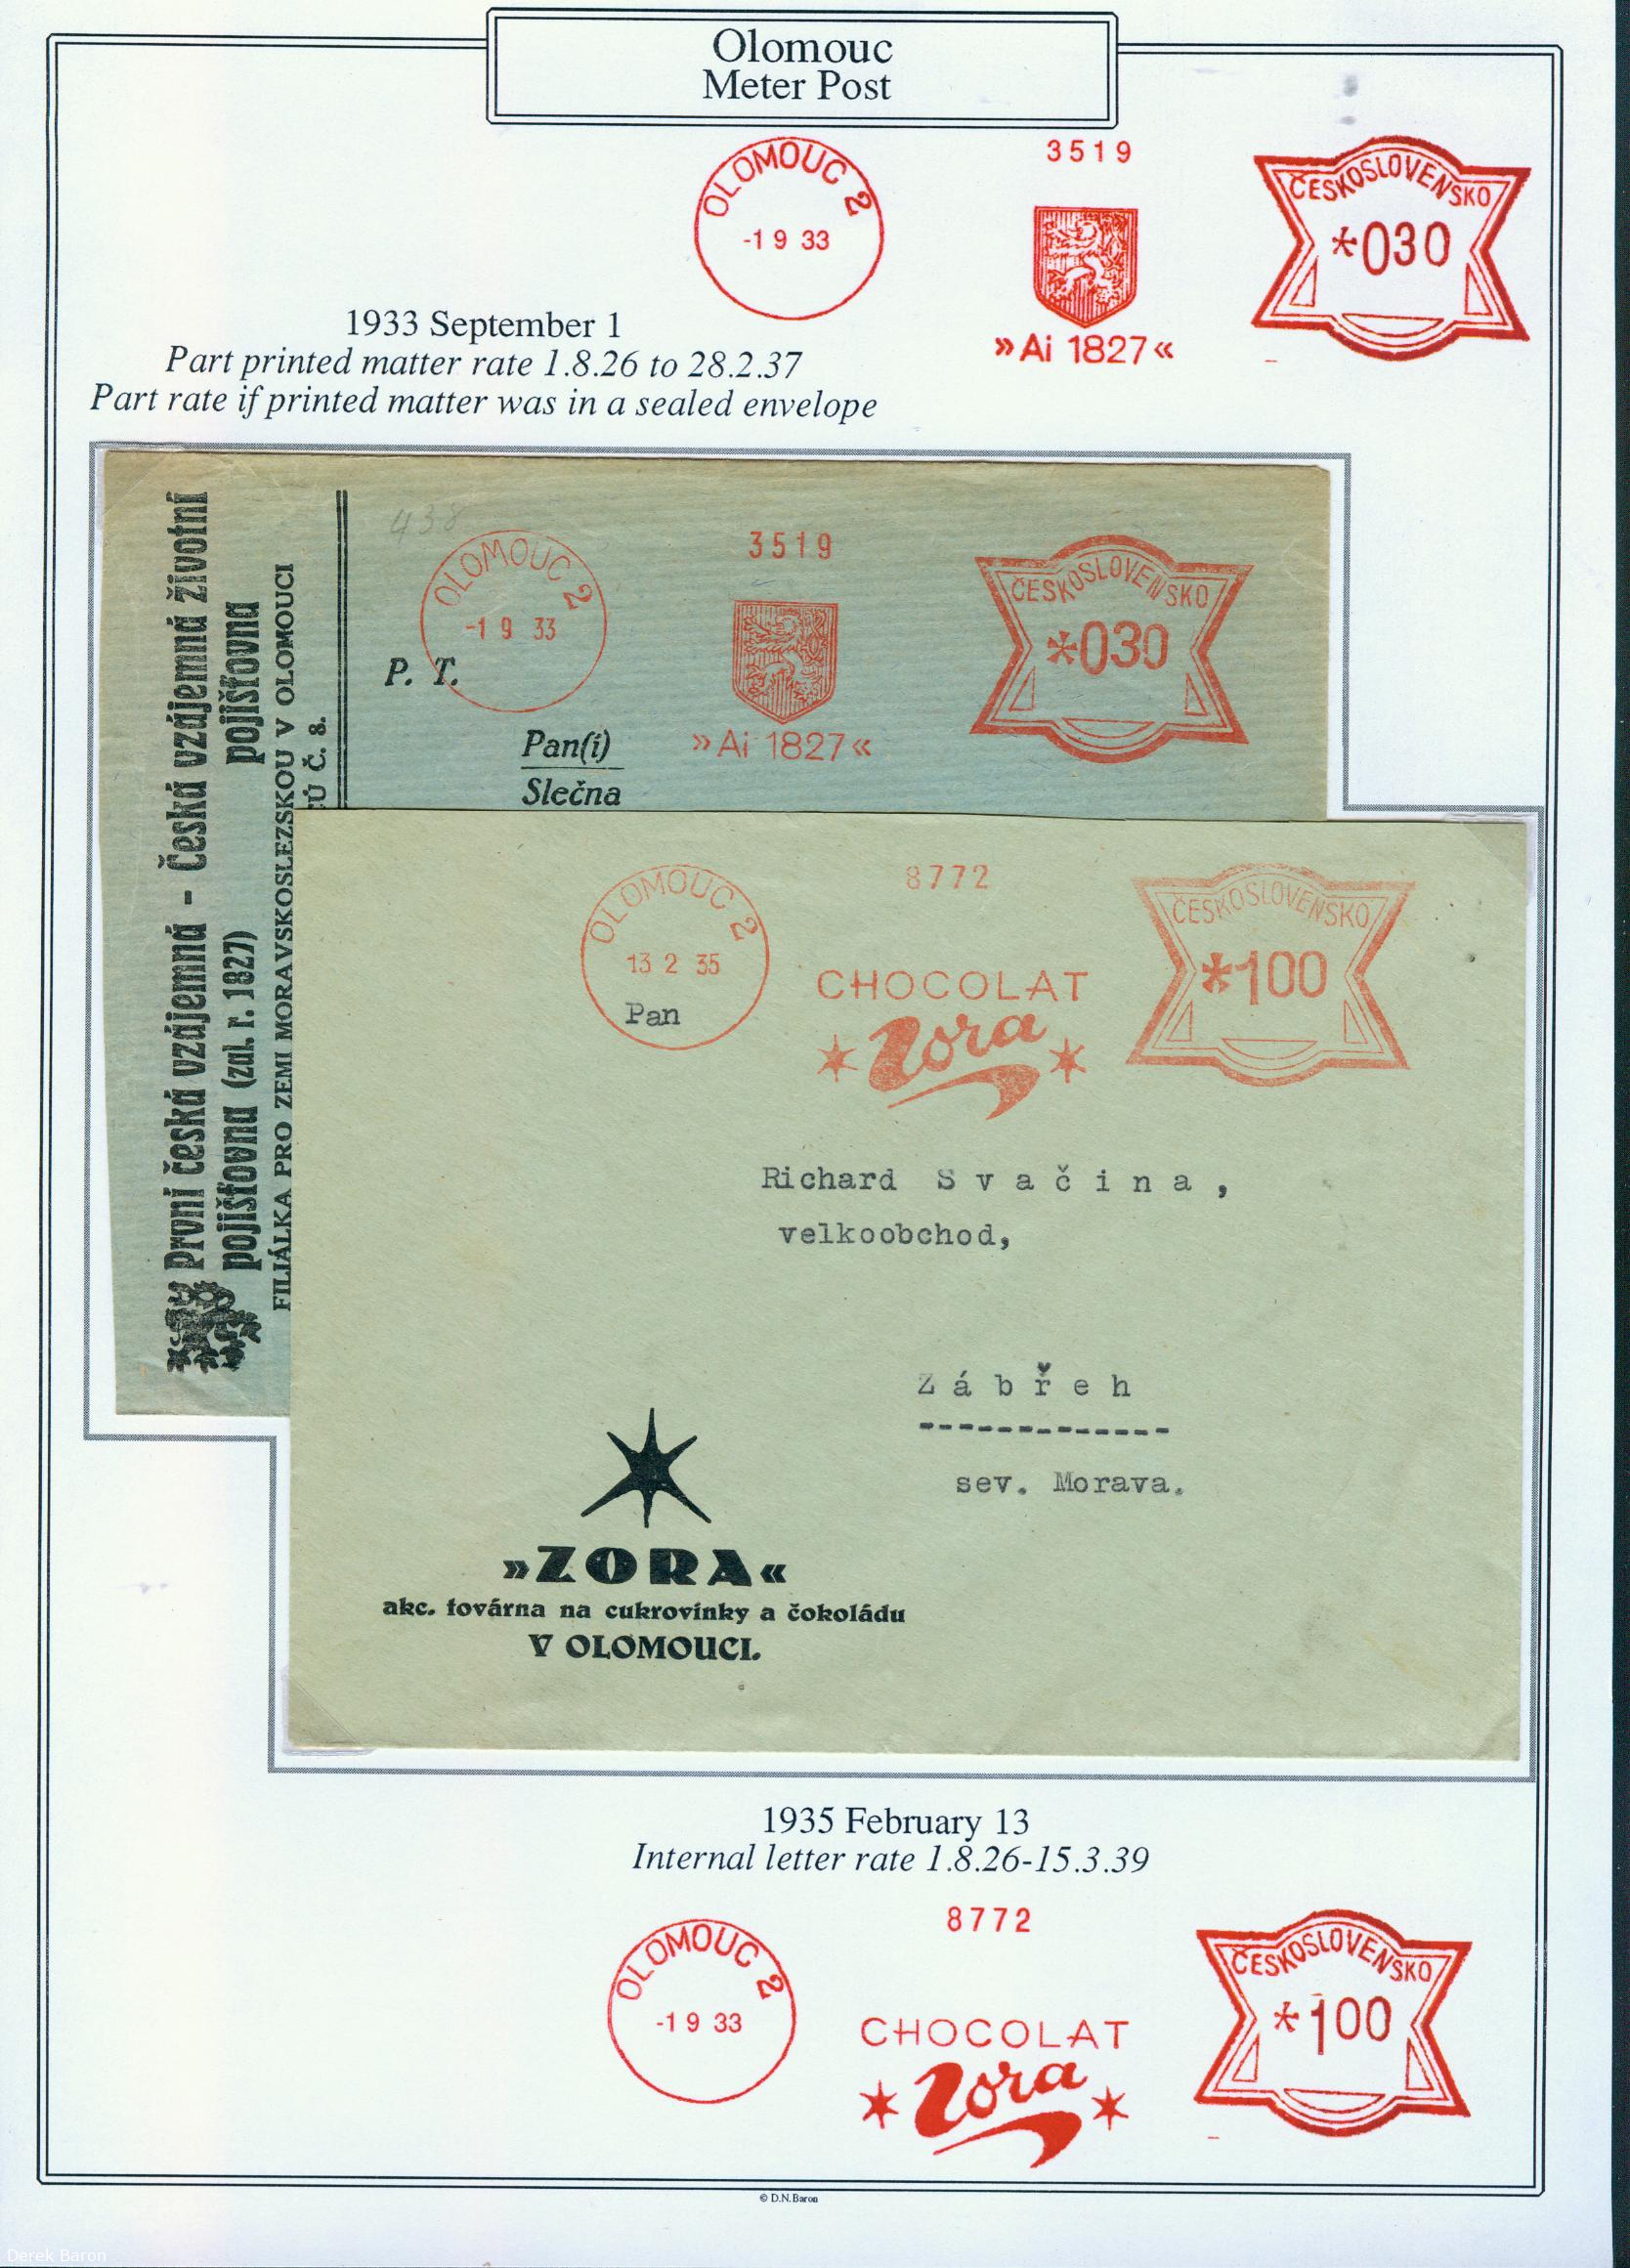 Olomouc
Meter Post
OLOMOUC 2
-1 9 33
3519
»Ai 1827«
ČESKOSLOVENSKO
*030
1933 September 1
Part printed matter rate 1.8.26 to 28.2.37
Part rate if printed matter was in a sealed envelope
První česká vzájemná - Česká vzájemná životní
pojišťovna (zal. r. 1827) pojišťovna
FILIÁLKA PRO ZEMI MORAVSKOSLEZSKOU V OLOMOUCI
Č. 8.
438
OLOMOUC 2
-1 9 33
3519
»Ai 1827«
ČESKOSLOVENSKO
*030
P. T.
Pan(i)
Slečna
OLOMOUC 2
13 2 35
8772
CHOCOLAT
Zora
ČESKOSLOVENSKO
*100
Pan
Richard Svačina,
velkoobchod,
Zábřeh
sev. Morava.
»ZORA«
akc. továrna na cukrovinky a čokoládu
V OLOMOUCI.
1935 February 13
Internal letter rate 1.8.26-15.3.39
OLOMOUC 2
-1 9 33
8772
CHOCOLAT
Zora
ČESKOSLOVENSKO
*100
© D.N.Baron
Derek Baron